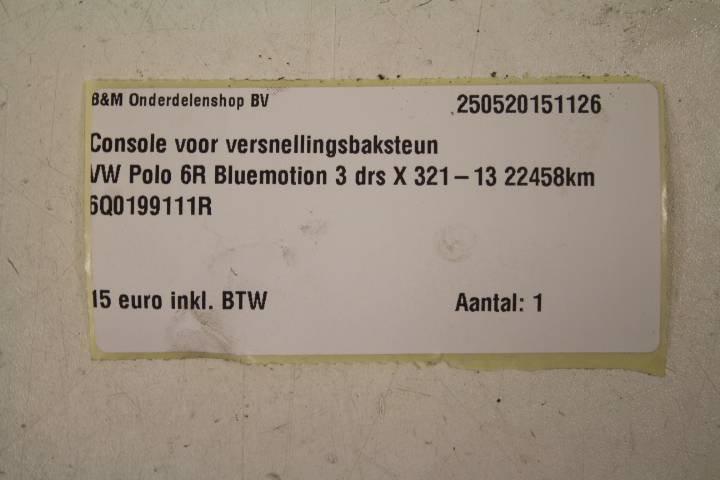 B&M Onderdelenshop BV 250520151126
Console voor versnellingsbaksteun
VW Polo 6R Bluemotion 3 drs X 321-13 22458km
6Q0199111R
15 euro inkl. BTW Aantal: 1